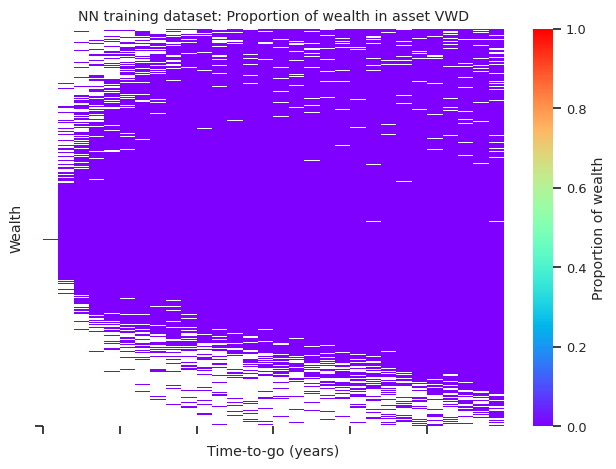 NN training dataset: Proportion of wealth in asset VWD
Wealth
Time-to-go (years)
1.0
0.8
0.6
0.4
0.2
0.0
Proportion of wealth